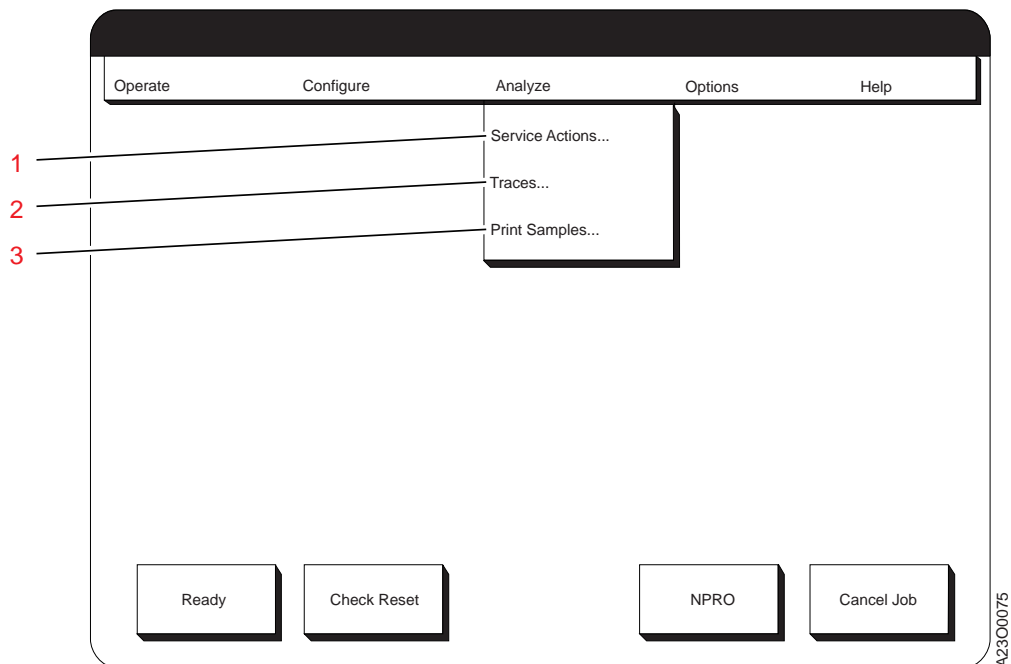 Operate Configure Analyze Options Help
1 Service Actions...
2 Traces...
3 Print Samples...
Ready Check Reset NPRO Cancel Job
A23O0075